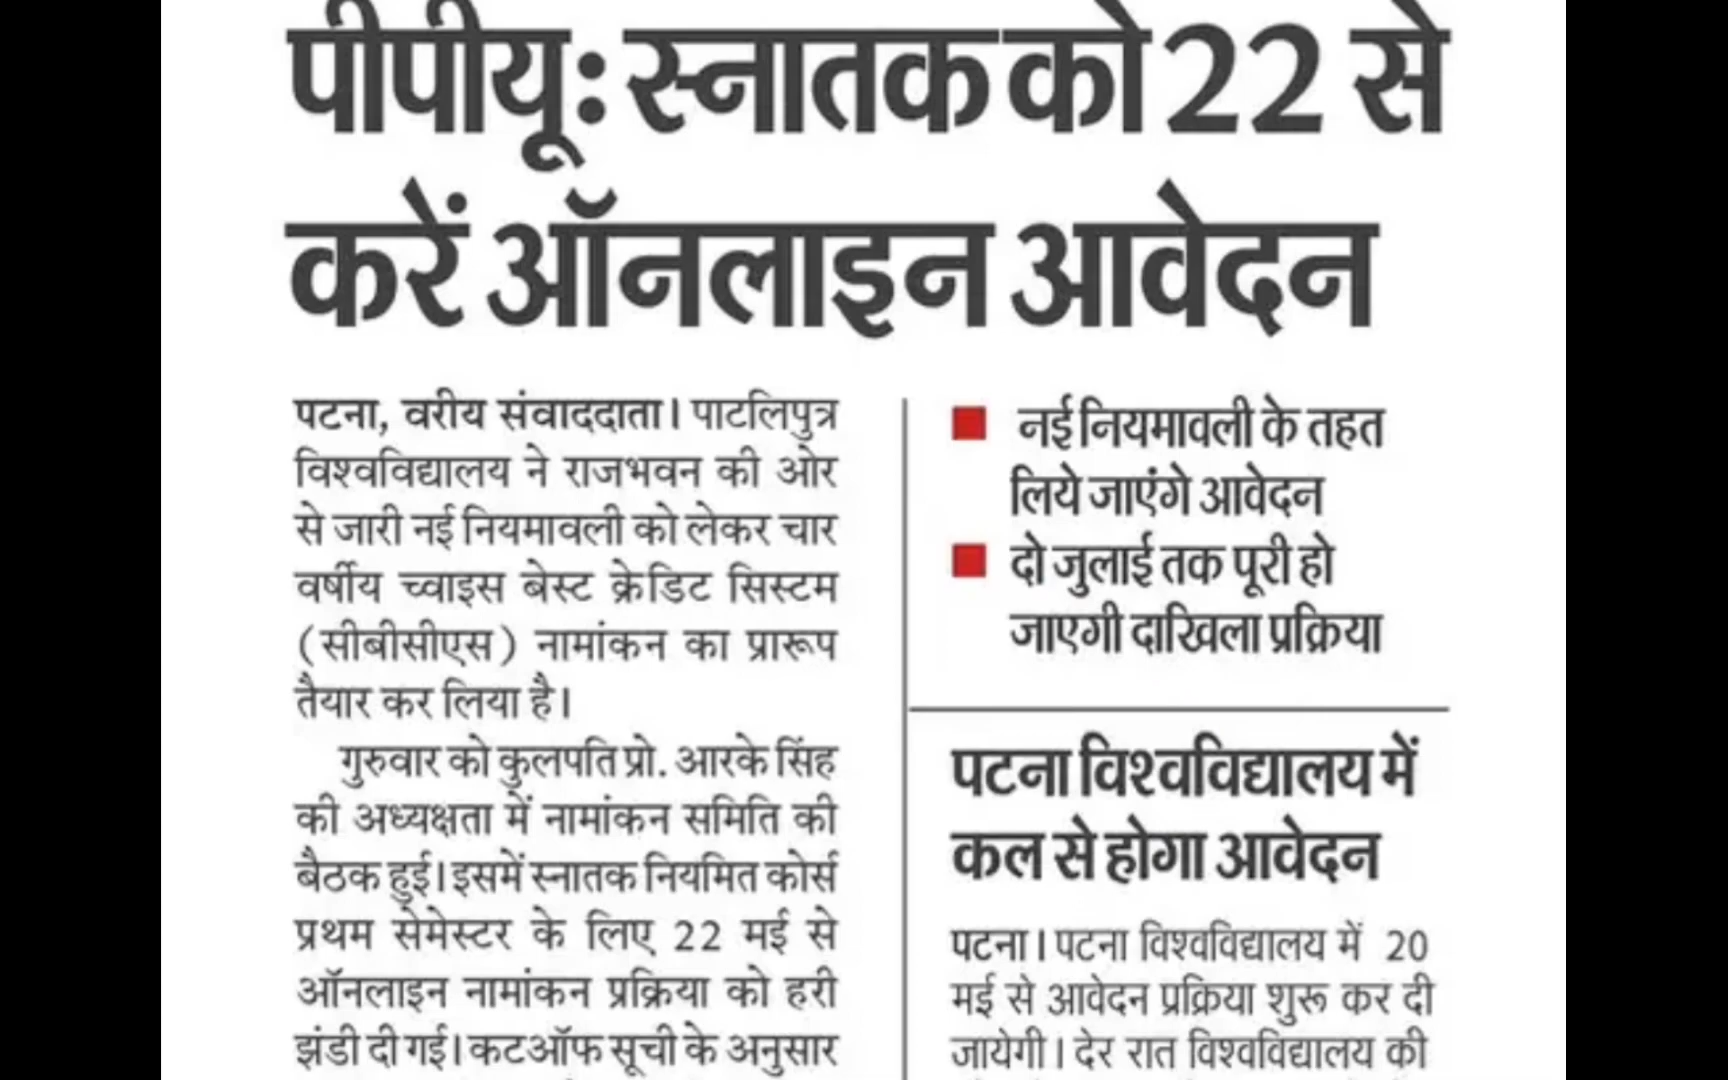 पीपीयू: स्नातक को 22 से
करें ऑनलाइन आवेदन
पटना, वरीय संवाददाता। पाटलिपुत्र
विश्वविद्यालय ने राजभवन की ओर
से जारी नई नियमावली को लेकर चार
वर्षीय च्वाइस बेस्ट क्रेडिट सिस्टम
(सीबीसीएस) नामांकन का प्रारूप
तैयार कर लिया है।
गुरुवार को कुलपति प्रो. आरके सिंह
की अध्यक्षता में नामांकन समिति की
बैठक हुई। इसमें स्नातक नियमित कोर्स
प्रथम सेमेस्टर के लिए 22 मई से
ऑनलाइन नामांकन प्रक्रिया को हरी
झंडी दी गई। कटऑफ सूची के अनुसार
नई नियमावली के तहत
लिये जाएंगे आवेदन
दो जुलाई तक पूरी हो
जाएगी दाखिला प्रक्रिया
पटना विश्वविद्यालय में
कल से होगा आवेदन
पटना। पटना विश्वविद्यालय में 20
मई से आवेदन प्रक्रिया शुरू कर दी
जायेगी। देर रात विश्वविद्यालय की